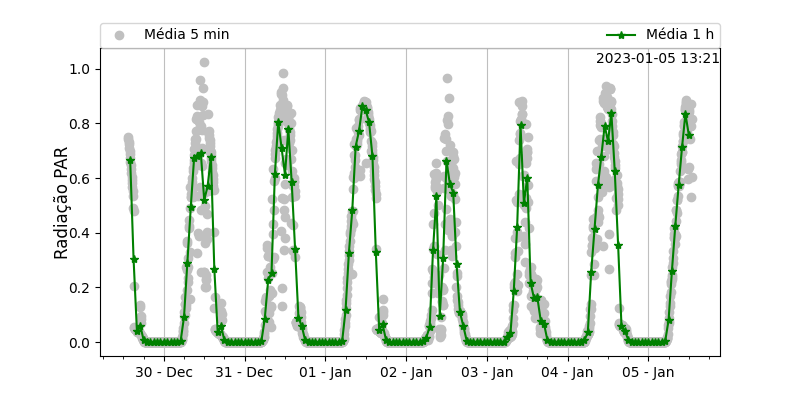 Média 5 min
Média 1 h
2023-01-05 13:21
Radiação PAR
1.0
0.8
0.6
0.4
0.2
0.0
30 - Dec
31 - Dec
01 - Jan
02 - Jan
03 - Jan
04 - Jan
05 - Jan